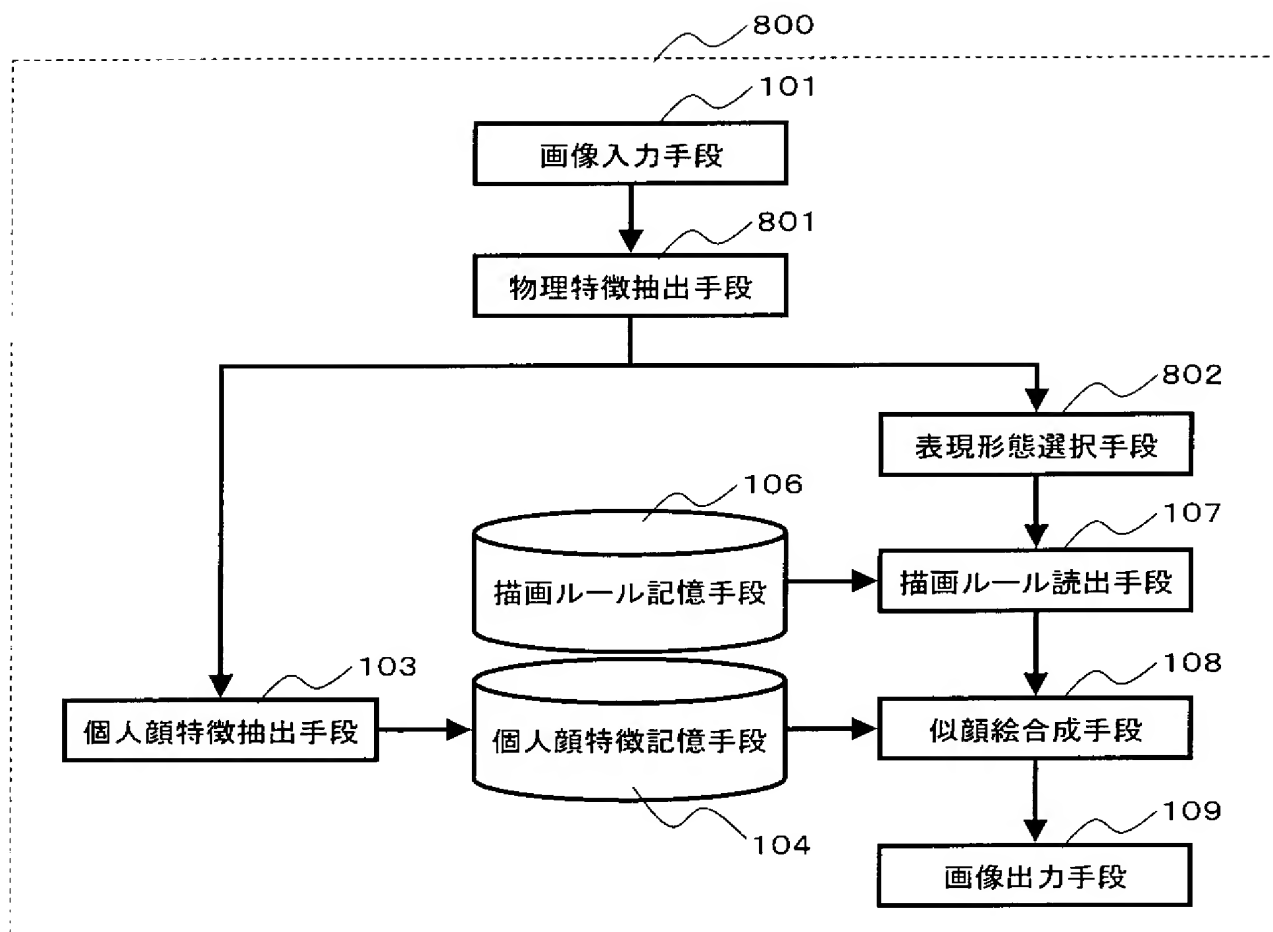 800
101
画像入力手段
801
物理特徴抽出手段
802
表現形態選択手段
106
107
描画ルール記憶手段
描画ルール読出手段
103
108
個人顔特徴抽出手段
個人顔特徴記憶手段
似顔絵合成手段
104
109
画像出力手段